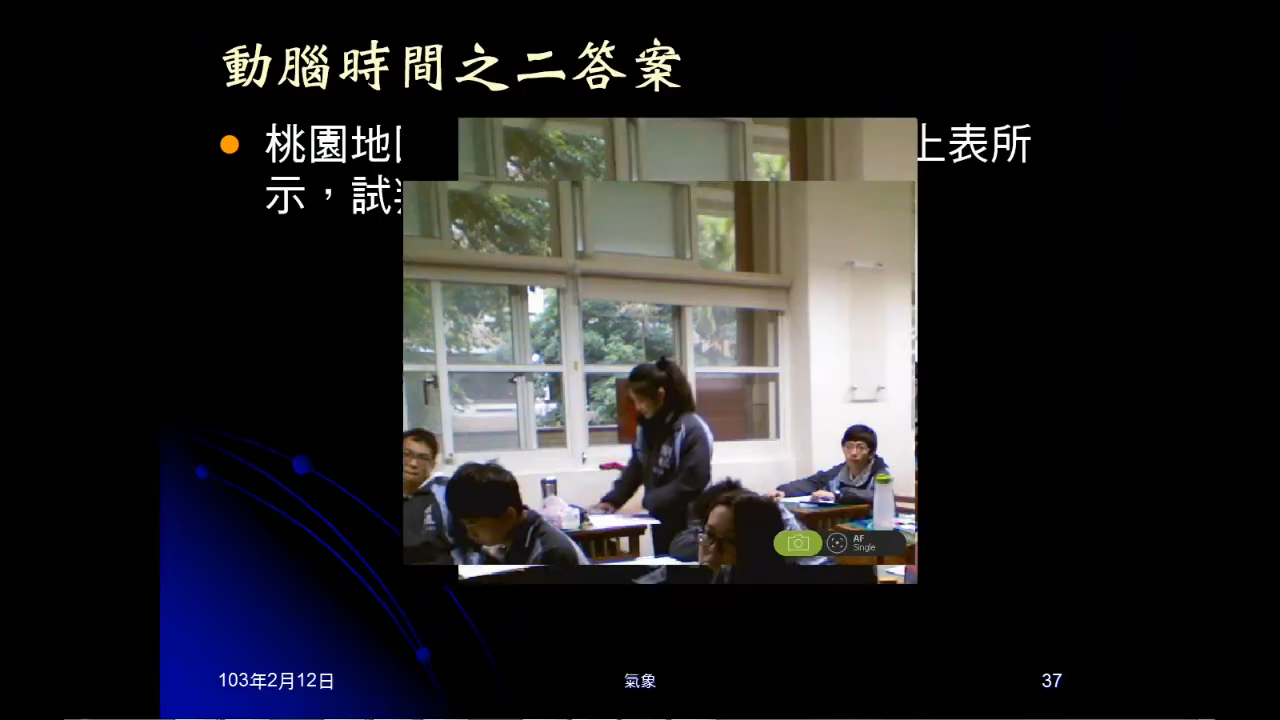 動腦時間之二答案
桃園地 上表所
示，試
AF
Single
103年2月12日
氣象
37